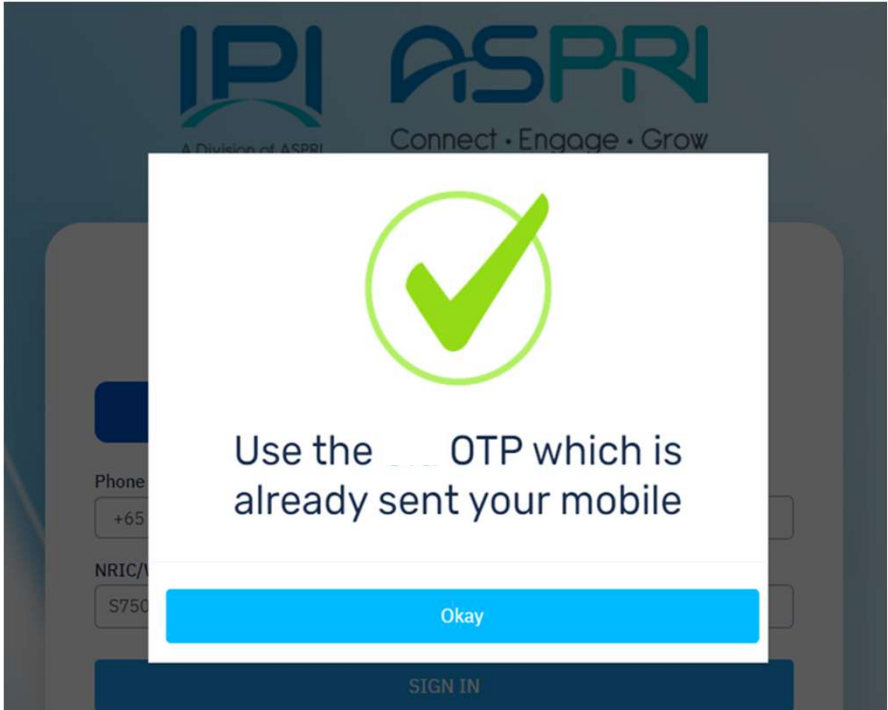 IPI
ASPRI
A Division of ASPRI
Connect • Engage • Grow
Use the OTP which is
already sent your mobile
Phone
+65
NRIC/
S750
Okay
SIGN IN